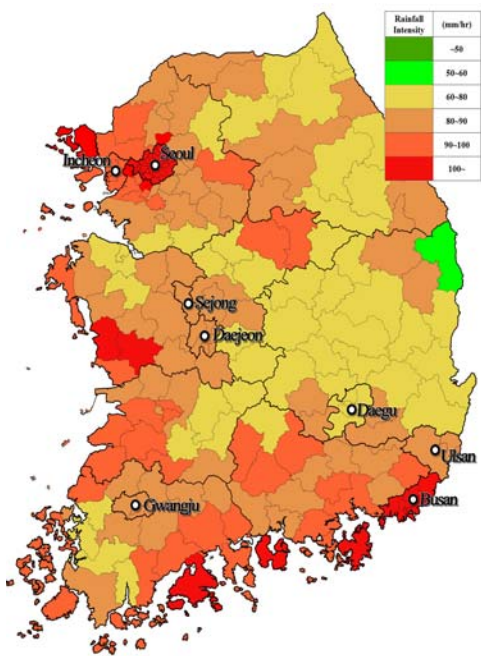 Rainfall (mm/hr)
Intensity
~50
50~60
60~80
80~90
90~100
100~
Seoul
Incheon
Sejong
Daejeon
Daegu
Ulsan
Busan
Gwangju